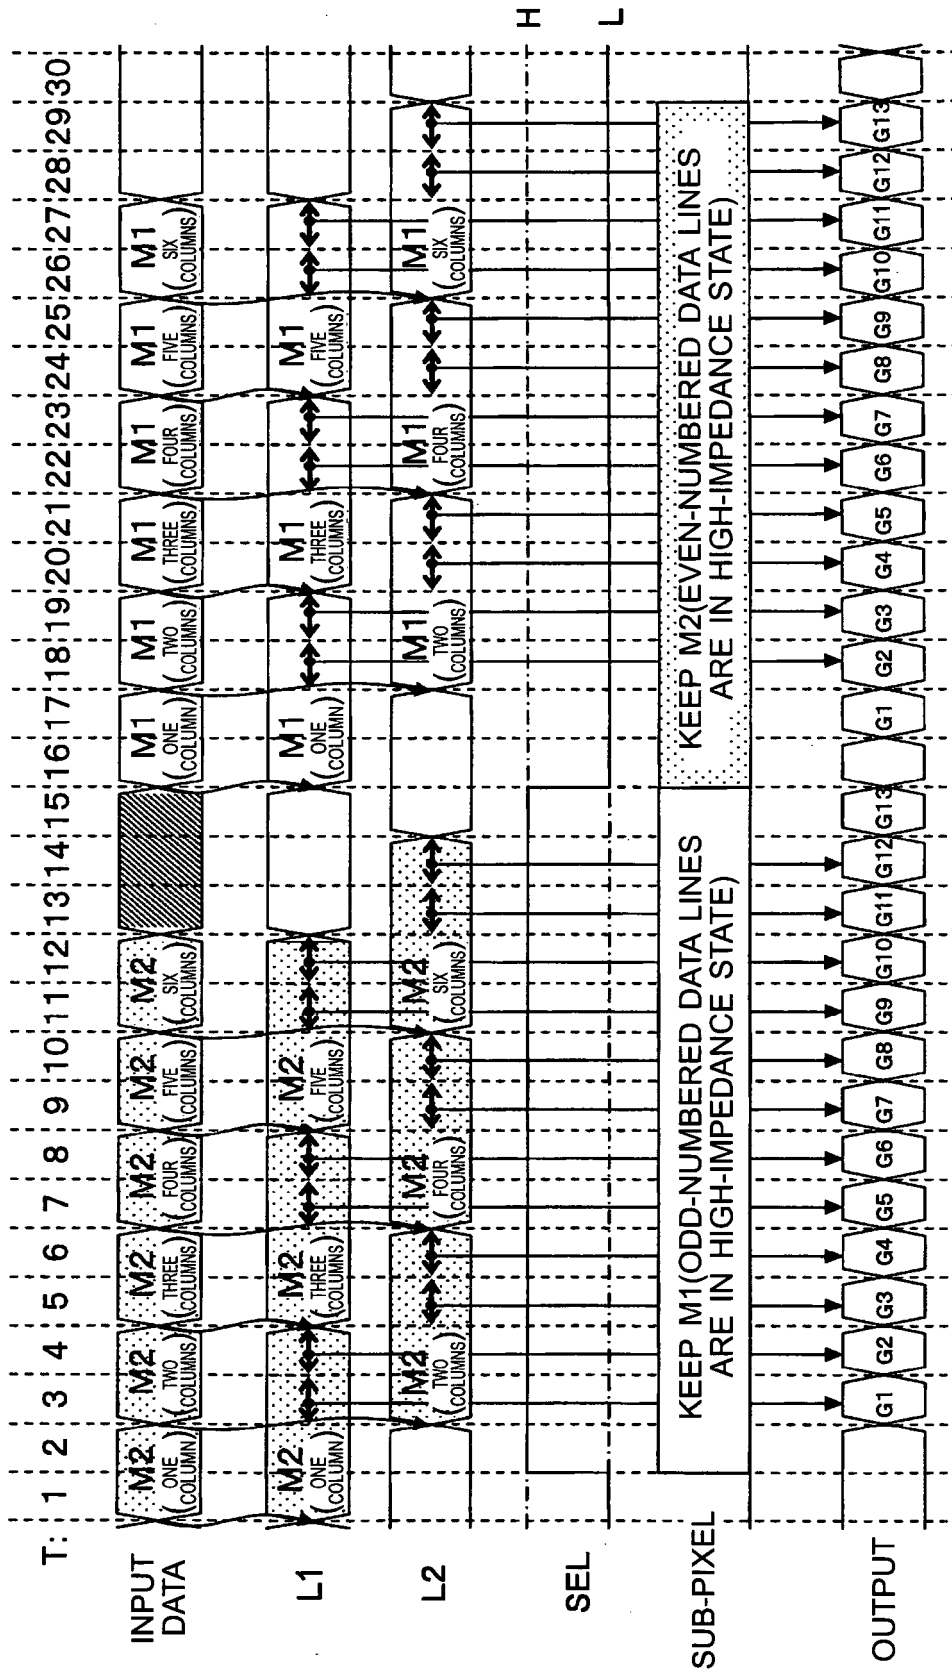 T: 1 2 3 4 5 6 7 8 9 10 11 12 13 14 15 16 17 18 19 20 21 22 23 24 25 26 27 28 29 30
INPUT
DATA
M2
(ONE
COLUMN)
M2
(TWO
COLUMNS)
M2
(THREE
COLUMNS)
M2
(FOUR
COLUMNS)
M2
(FIVE
COLUMNS)
M2
(SIX
COLUMNS)
M1
(ONE
COLUMN)
M1
(TWO
COLUMNS)
M1
(THREE
COLUMNS)
M1
(FOUR
COLUMNS)
M1
(FIVE
COLUMNS)
M1
(SIX
COLUMNS)
L1
M2
(ONE
COLUMN)
M2
(THREE
COLUMNS)
M2
(FIVE
COLUMNS)
M1
(ONE
COLUMN)
M1
(THREE
COLUMNS)
M1
(FIVE
COLUMNS)
L2
M2
(TWO
COLUMNS)
M2
(FOUR
COLUMNS)
M2
(SIX
COLUMNS)
M1
(TWO
COLUMNS)
M1
(FOUR
COLUMNS)
M1
(SIX
COLUMNS)
SEL
H
L
SUB-PIXEL
KEEP M1(ODD-NUMBERED DATA LINES
ARE IN HIGH-IMPEDANCE STATE)
KEEP M2(EVEN-NUMBERED DATA LINES
ARE IN HIGH-IMPEDANCE STATE)
OUTPUT
G1 G2 G3 G4 G5 G6 G7 G8 G9 G10 G11 G12 G13 G1 G2 G3 G4 G5 G6 G7 G8 G9 G10 G11 G12 G13